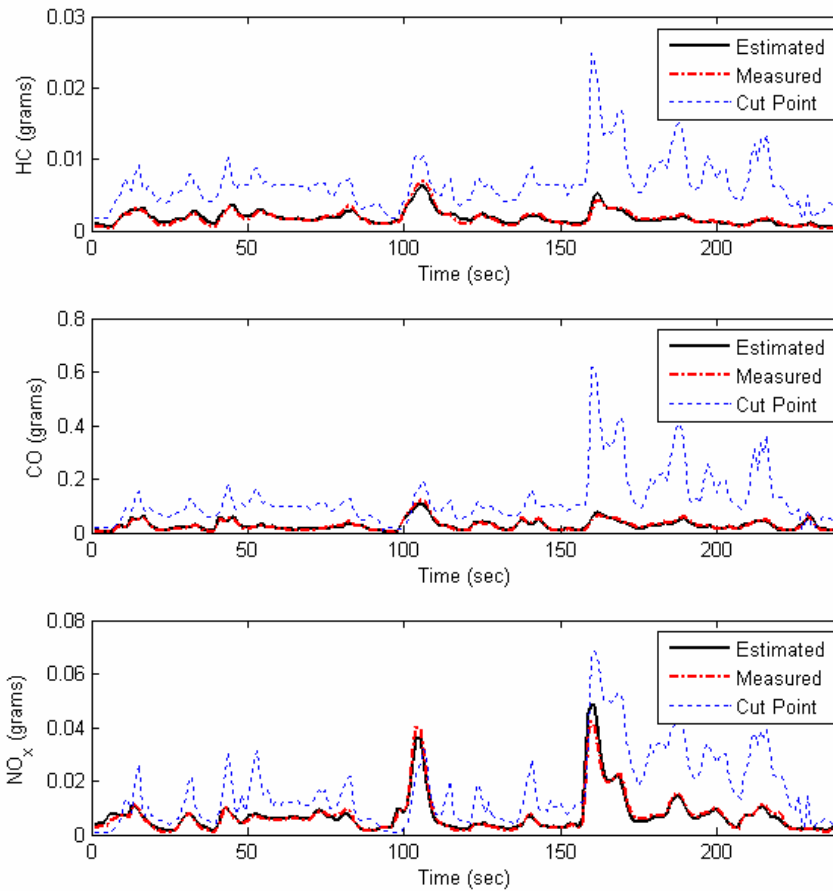 0.03
0.02
0.01
0
HC (grams)
Estimated
Measured
Cut Point
0 50 100 150 200
Time (sec)
0.8
0.6
0.4
0.2
0
CO (grams)
Estimated
Measured
Cut Point
0 50 100 150 200
Time (sec)
0.08
0.06
0.04
0.02
0
NOx (grams)
Estimated
Measured
Cut Point
0 50 100 150 200
Time (sec)